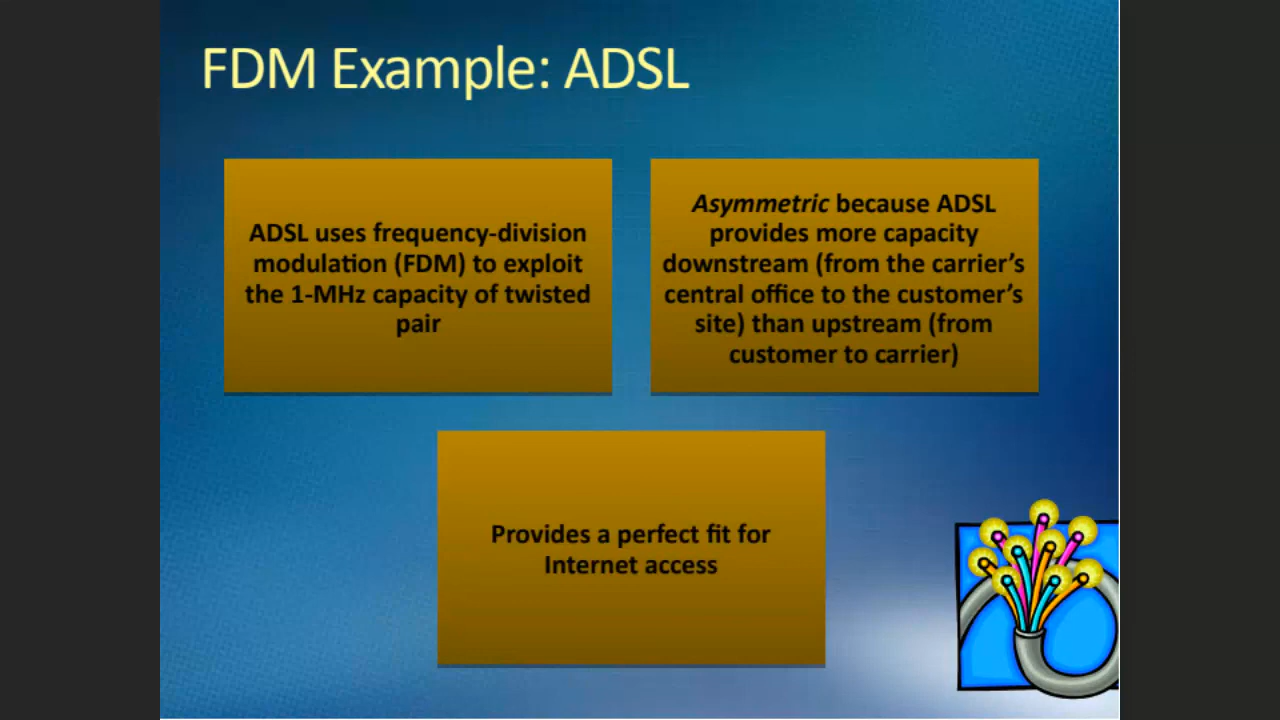 FDM Example: ADSL
ADSL uses frequency-division
modulation (FDM) to exploit
the 1-MHz capacity of twisted
pair
Asymmetric because ADSL
provides more capacity
downstream (from the carrier’s
central office to the customer’s
site) than upstream (from
customer to carrier)
Provides a perfect fit for
Internet access